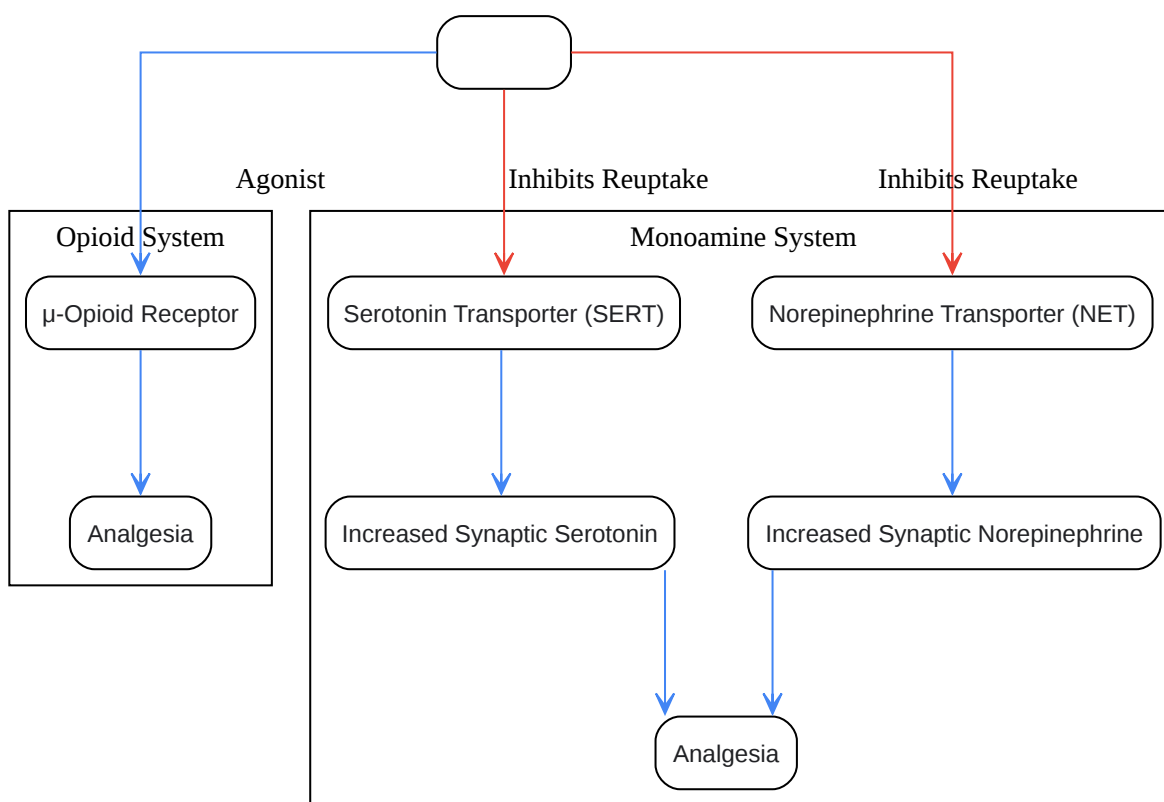 Agonist
Inhibits Reuptake
Inhibits Reuptake
Opioid System
Monoamine System
μ-Opioid Receptor
Serotonin Transporter (SERT)
Norepinephrine Transporter (NET)
Analgesia
Increased Synaptic Serotonin
Increased Synaptic Norepinephrine
Analgesia